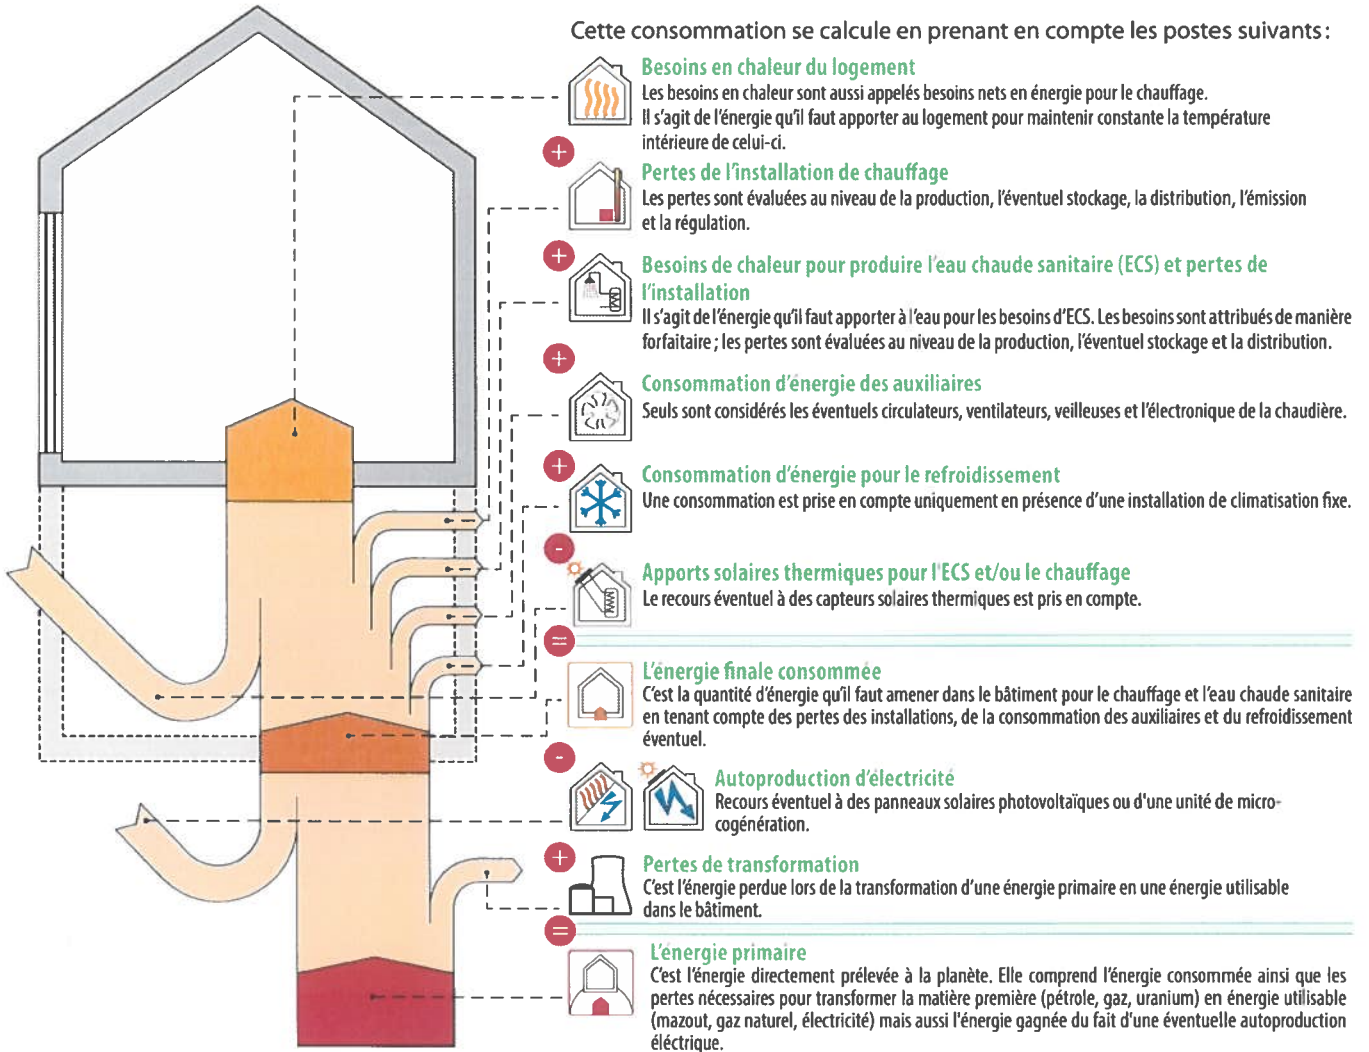 Cette consommation se calcule en prenant en compte les postes suivants :
Besoins en chaleur du logement
Les besoins en chaleur sont aussi appelés besoins nets en énergie pour le chauffage.
Il s'agit de l'énergie qu'il faut apporter au logement pour maintenir constante la température
intérieure de celui-ci.
+
Pertes de l'installation de chauffage
Les pertes sont évaluées au niveau de la production, l'éventuel stockage, la distribution, l'émission
et la régulation.
+
Besoins de chaleur pour produire l'eau chaude sanitaire (ECS) et pertes de
l'installation
Il s'agit de l'énergie qu'il faut apporter à l'eau pour les besoins d'ECS. Les besoins sont attribués de manière
forfaitaire ; les pertes sont évaluées au niveau de la production, l'éventuel stockage et la distribution.
+
Consommation d'énergie des auxiliaires
Seuls sont considérés les éventuels circulateurs, ventilateurs, veilleuses et l'électronique de la chaudière.
+
Consommation d'énergie pour le refroidissement
Une consommation est prise en compte uniquement en présence d'une installation de climatisation fixe.
-
Apports solaires thermiques pour l'ECS et/ou le chauffage
Le recours éventuel à des capteurs solaires thermiques est pris en compte.
=
L'énergie finale consommée
C'est la quantité d'énergie qu'il faut amener dans le bâtiment pour le chauffage et l'eau chaude sanitaire
en tenant compte des pertes des installations, de la consommation des auxiliaires et du refroidissement
éventuel.
-
Autoproduction d'électricité
Recours éventuel à des panneaux solaires photovoltaïques ou d'une unité de micro-
cogénération.
+
Pertes de transformation
C'est l'énergie perdue lors de la transformation d'une énergie primaire en une énergie utilisable
dans le bâtiment.
=
L'énergie primaire
C'est l'énergie directement prélevée à la planète. Elle comprend l'énergie consommée ainsi que les
pertes nécessaires pour transformer la matière première (pétrole, gaz, uranium) en énergie utilisable
(mazout, gaz naturel, électricité) mais aussi l'énergie gagnée du fait d'une éventuelle autoproduction
éléctrique.